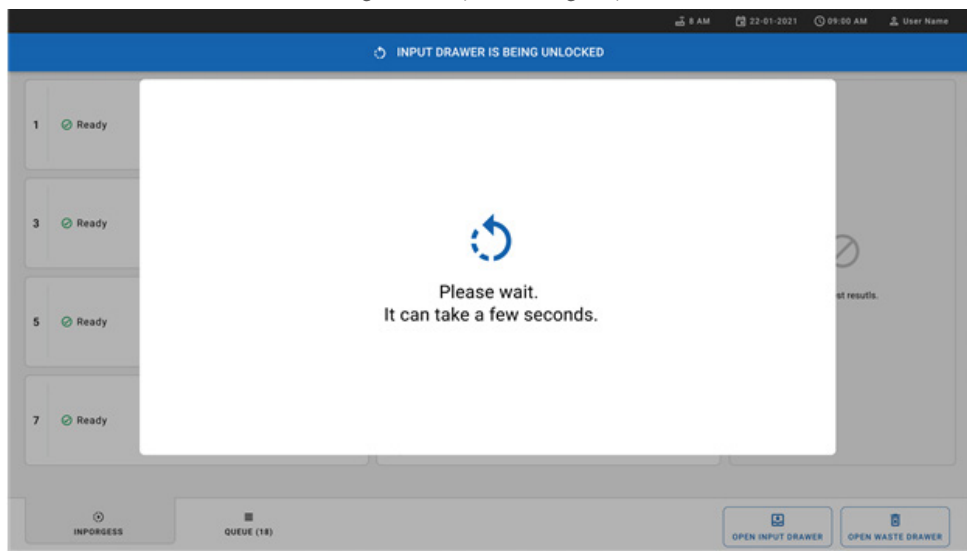 8 AM 22-01-2021 09:00 AM User Name
INPUT DRAWER IS BEING UNLOCKED
1 Ready
3 Ready
Please wait.
It can take a few seconds.
st resutls.
5 Ready
7 Ready
INPORGESS QUEUE (18) OPEN INPUT DRAWER OPEN WASTE DRAWER